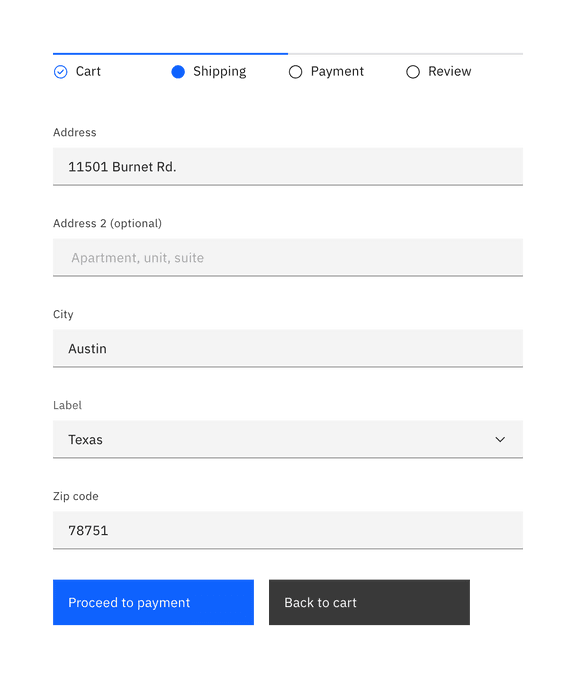 Cart Shipping Payment Review
Address
11501 Burnet Rd.
Address 2 (optional)
Apartment, unit, suite
City
Austin
Label
Texas
Zip code
78751
Proceed to payment Back to cart